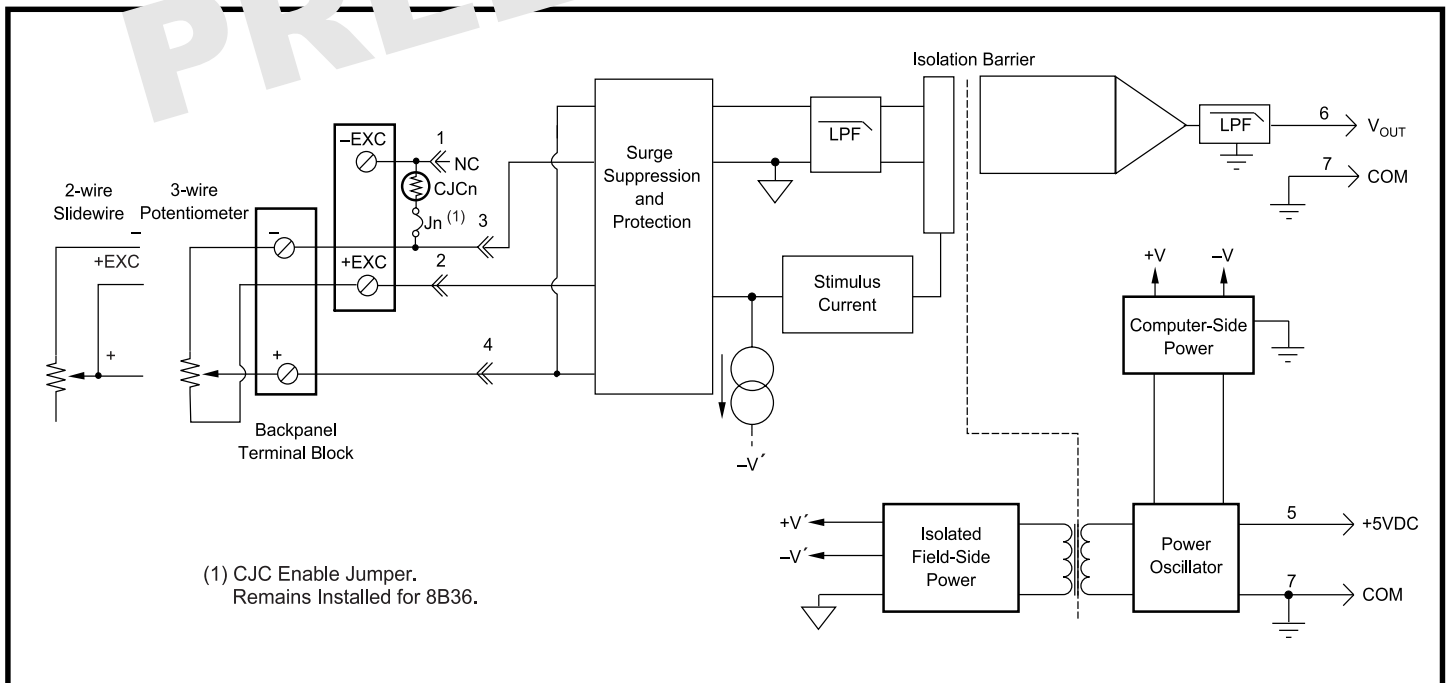 PREL
Isolation Barrier
–EXC
1
NC
CJCn
Jn (1)
3
2-wire
Slidewire
3-wire
Potentiometer
–
+EXC
–
+EXC
2
+
+
4
Backpanel
Terminal Block
Surge
Suppression
and
Protection
LPF
Stimulus
Current
–V´
LPF
6
VOUT
7
COM
+V
–V
Computer-Side
Power
+V´
–V´
Isolated
Field-Side
Power
Power
Oscillator
5
+5VDC
7
COM
(1) CJC Enable Jumper.
Remains Installed for 8B36.